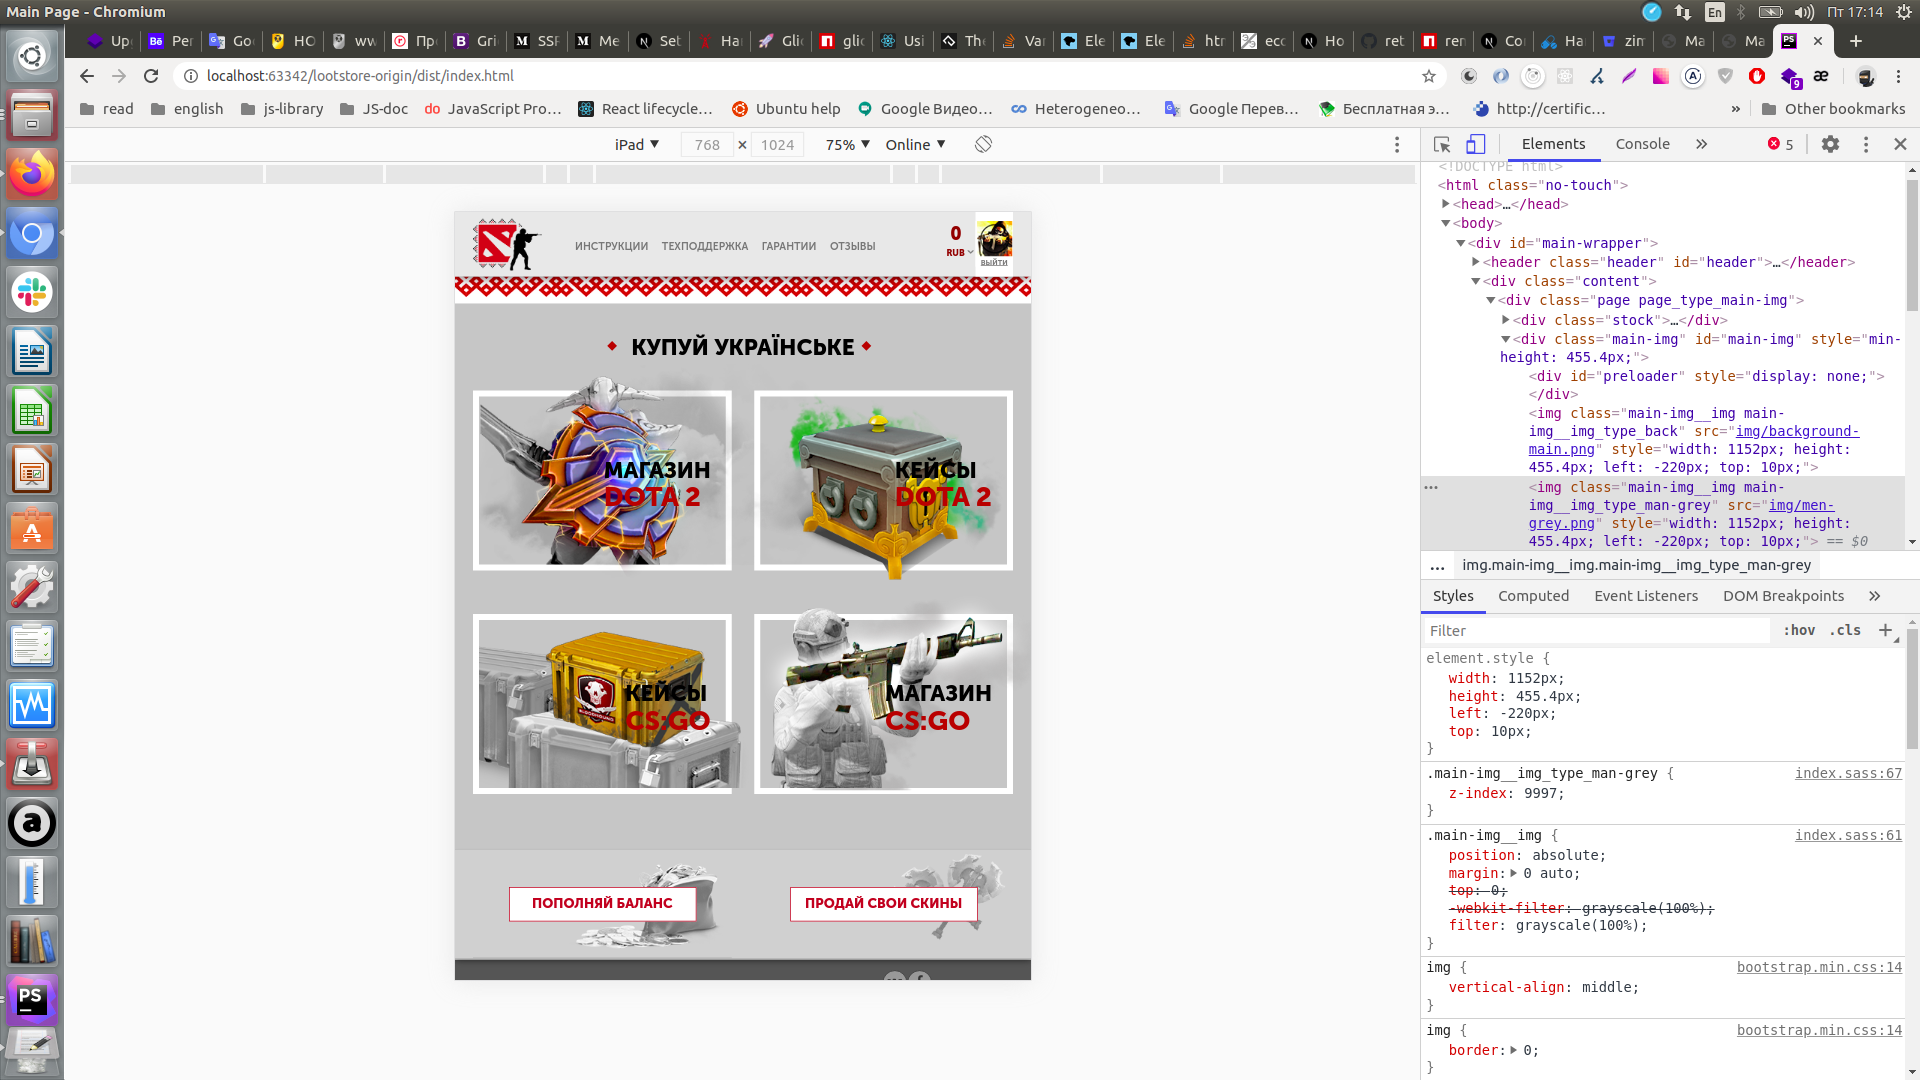 Main Page - Chromium
En
Пт 17:14
Up
Per
Goo
HO
ww
Пр
Gri
SSR
Me
Set
Ha
Glic
glic
Usi
The
Var
Ele
Ele
htr
ecc
Ho
ret
ren
Co
Ha
zim
Ma
Ma
localhost:63342/lootstore-origin/dist/index.html
9
æ
read
english
js-library
JS-doc
do JavaScript Pro...
React lifecycle...
Ubuntu help
Google Видео...
Heterogeneo...
Google Перев...
Бесплатная э...
http://certific...
»
Other bookmarks
iPad ▼
768 × 1024
75% ▼
Online ▼
Elements
Console
»
5
<!DOCTYPE html>
<html class="no-touch">
▶<head>…</head>
▼<body>
▼<div id="main-wrapper">
▶<header class="header" id="header">…</header>
▼<div class="content">
▼<div class="page page_type_main-img">
▶<div class="stock">…</div>
▼<div class="main-img" id="main-img" style="min-
height: 455.4px;">
<div id="preloader" style="display: none;">
</div>
<img class="main-img__img main-
img__img_type_back" src="img/background-
main.png" style="width: 1152px; height:
455.4px; left: -220px; top: 10px;">
<img class="main-img__img main-
img__img_type_man-grey" src="img/men-
grey.png" style="width: 1152px; height:
455.4px; left: -220px; top: 10px;"> == $0
... img.main-img__img.main-img__img_type_man-grey
Styles
Computed
Event Listeners
DOM Breakpoints
»
Filter
:hov
.cls
+
element.style {
width: 1152px;
height: 455.4px;
left: -220px;
top: 10px;
}
.main-img__img_type_man-grey {
index.sass:67
z-index: 9997;
}
.main-img__img {
index.sass:61
position: absolute;
margin:▶ 0 auto;
top: 0;
-webkit-filter: grayscale(100%);
filter: grayscale(100%);
}
img {
bootstrap.min.css:14
vertical-align: middle;
}
img {
bootstrap.min.css:14
border:▶ 0;
}
ИНСТРУКЦИИ
ТЕХПОДДЕРЖКА
ГАРАНТИИ
ОТЗЫВЫ
0
RUB
ВЫЙТИ
КУПУЙ УКРАЇНСЬКЕ
МАГАЗИН
DOTA 2
КЕЙСЫ
DOTA 2
КЕЙСЫ
CS:GO
BLOODHOUND
МАГАЗИН
CS:GO
ПОПОЛНЯЙ БАЛАНС
ПРОДАЙ СВОИ СКИНЫ
PS